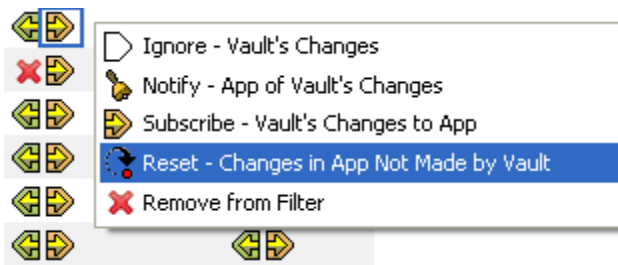 Ignore - Vault's Changes
Notify - App of Vault's Changes
Subscribe - Vault's Changes to App
Reset - Changes in App Not Made by Vault
Remove from Filter